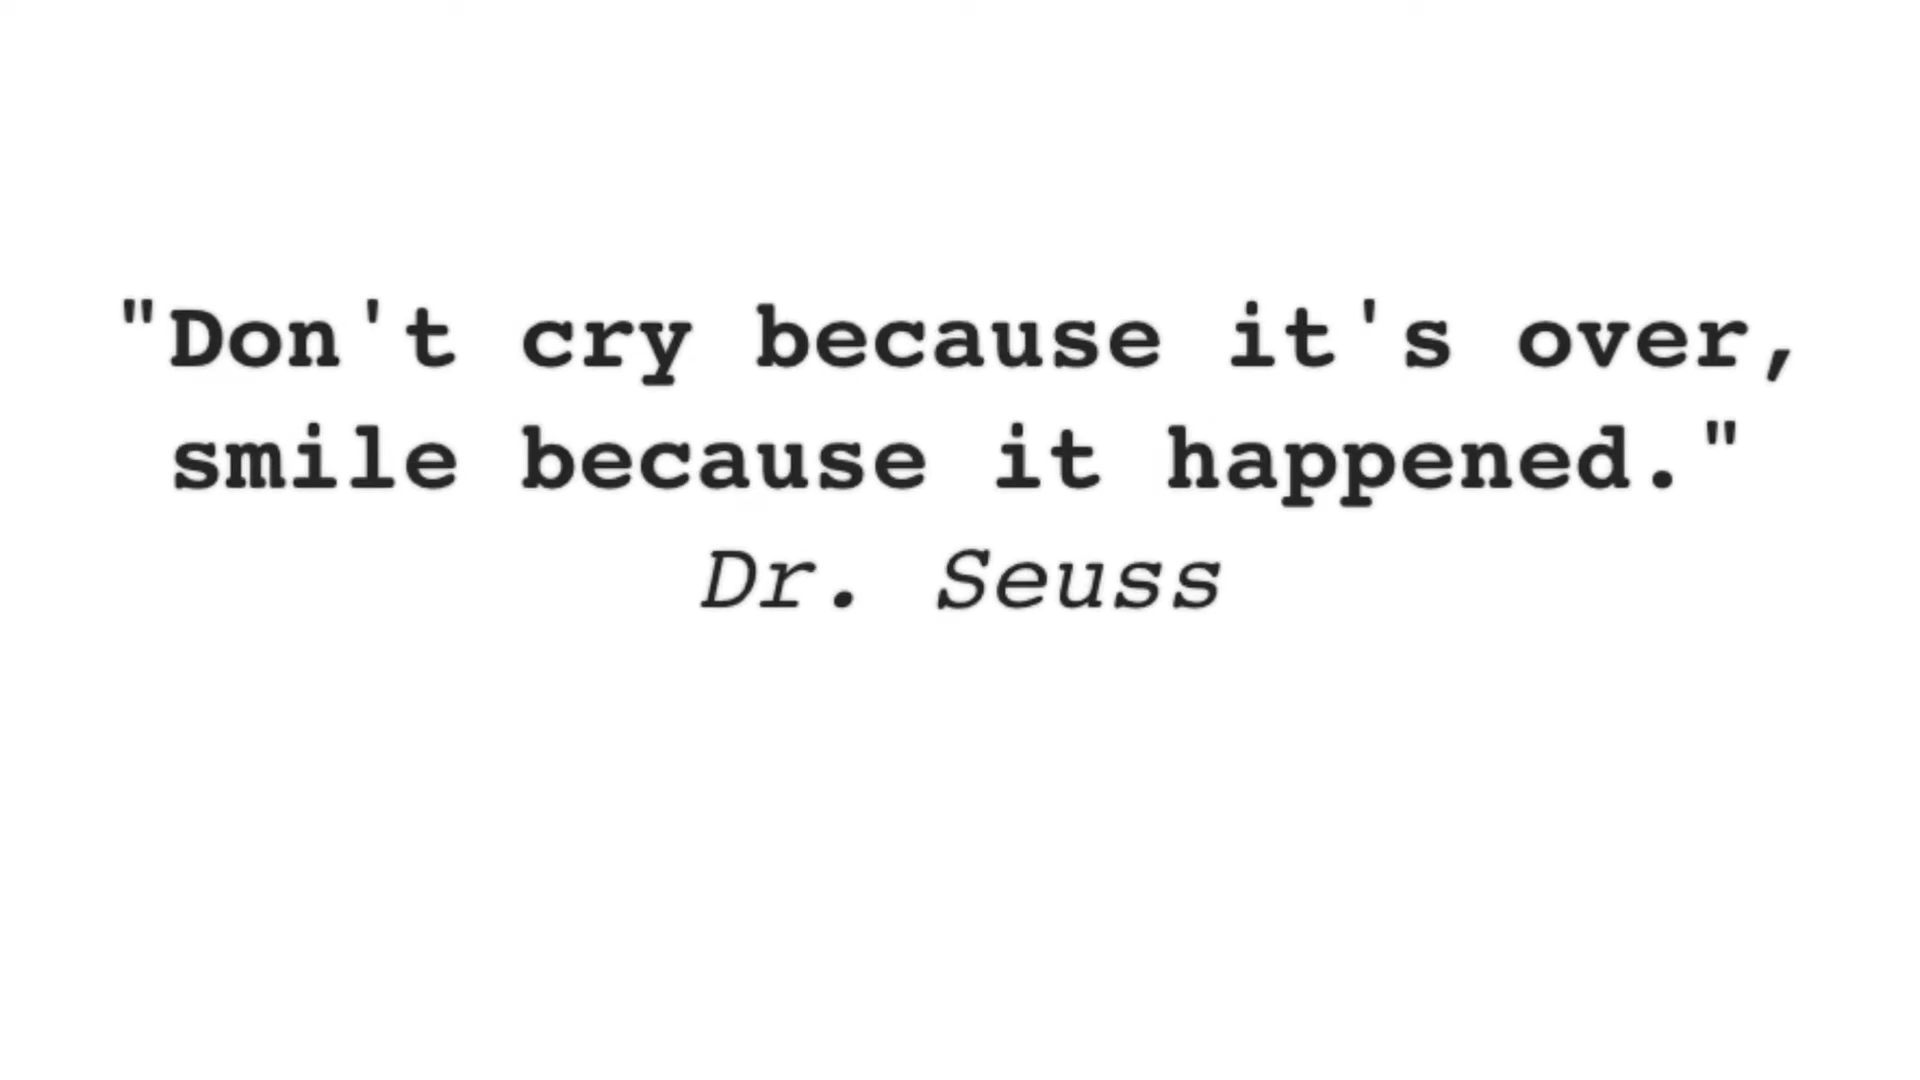 "Don't cry because it's over,
smile because it happened."
Dr. Seuss